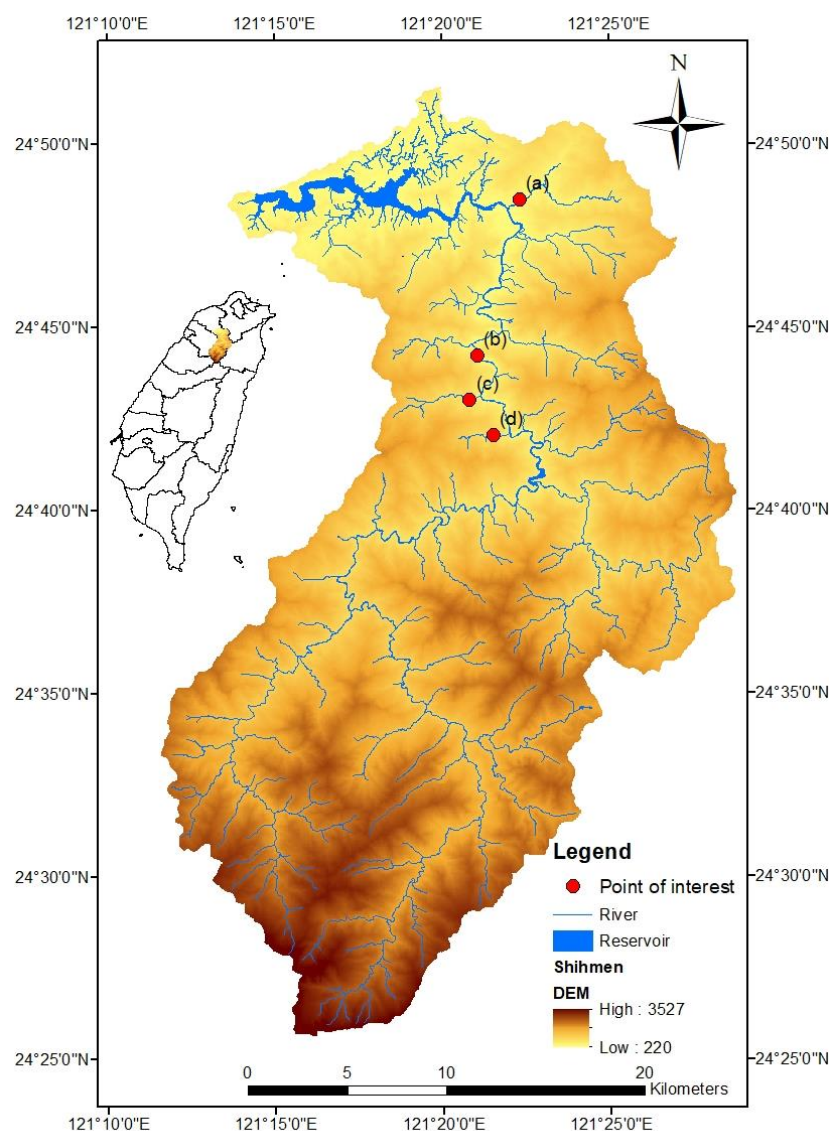 121°10'0"E 121°15'0"E 121°20'0"E 121°25'0"E
N
24°50'0"N 24°50'0"N
(a)
24°45'0"N 24°45'0"N
(b)
(c)
(d)
24°40'0"N 24°40'0"N
24°35'0"N 24°35'0"N
Legend
24°30'0"N 24°30'0"N
Point of interest
River
Reservoir
Shihmen
DEM
High : 3527
Low : 220
24°25'0"N 24°25'0"N
0 5 10 20
Kilometers
121°10'0"E 121°15'0"E 121°20'0"E 121°25'0"E